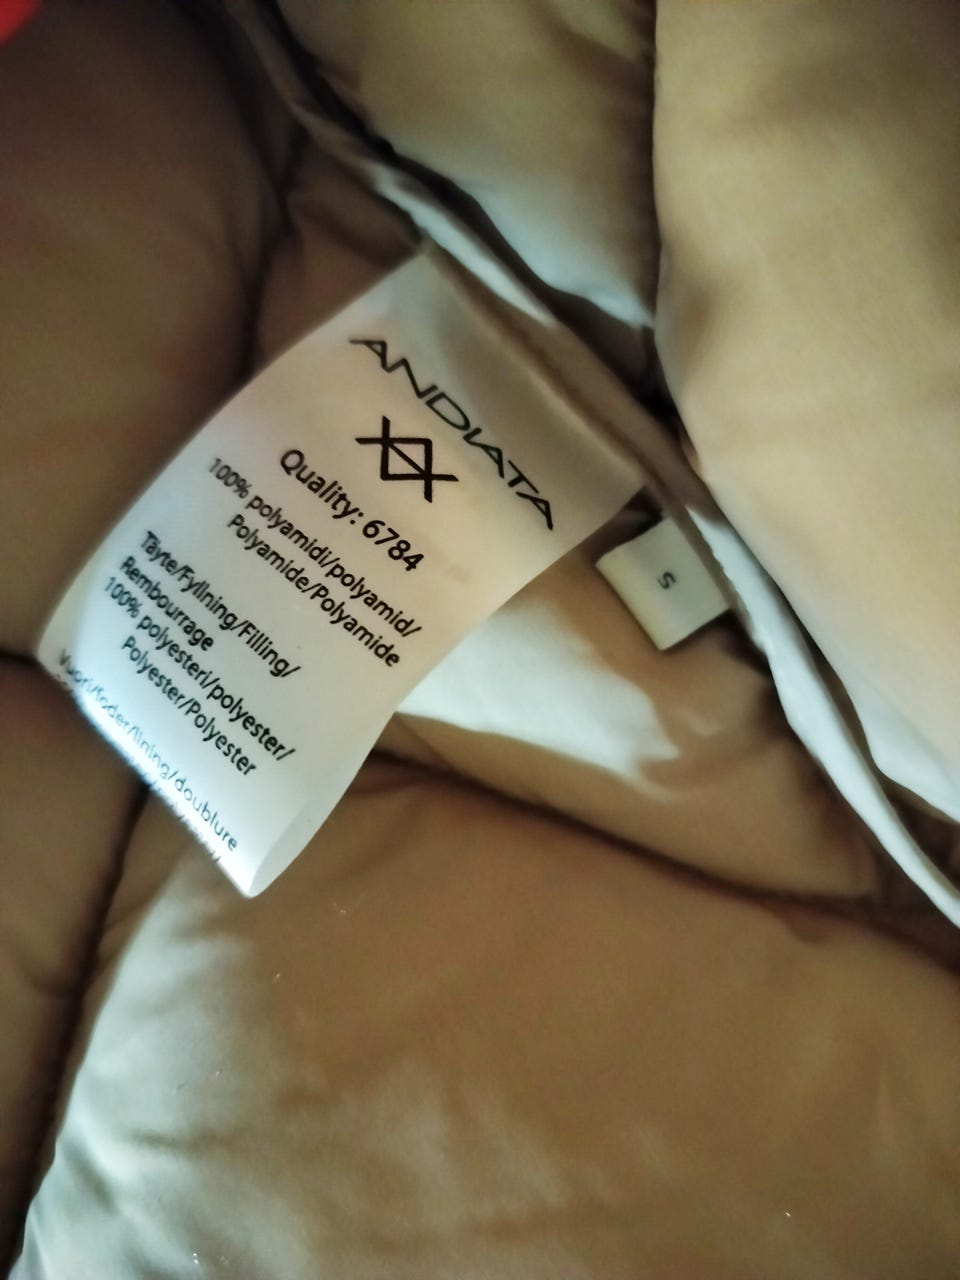 ANDIATA
Quality: 6784
100% polyamidi/polyamid/
Polyamide/Polyamide
Täyte/Fyllning/Filling/
Rembourrage
100% polyesteri/polyester/
Polyester/Polyester
Vuori/foder/lining/doublure
S